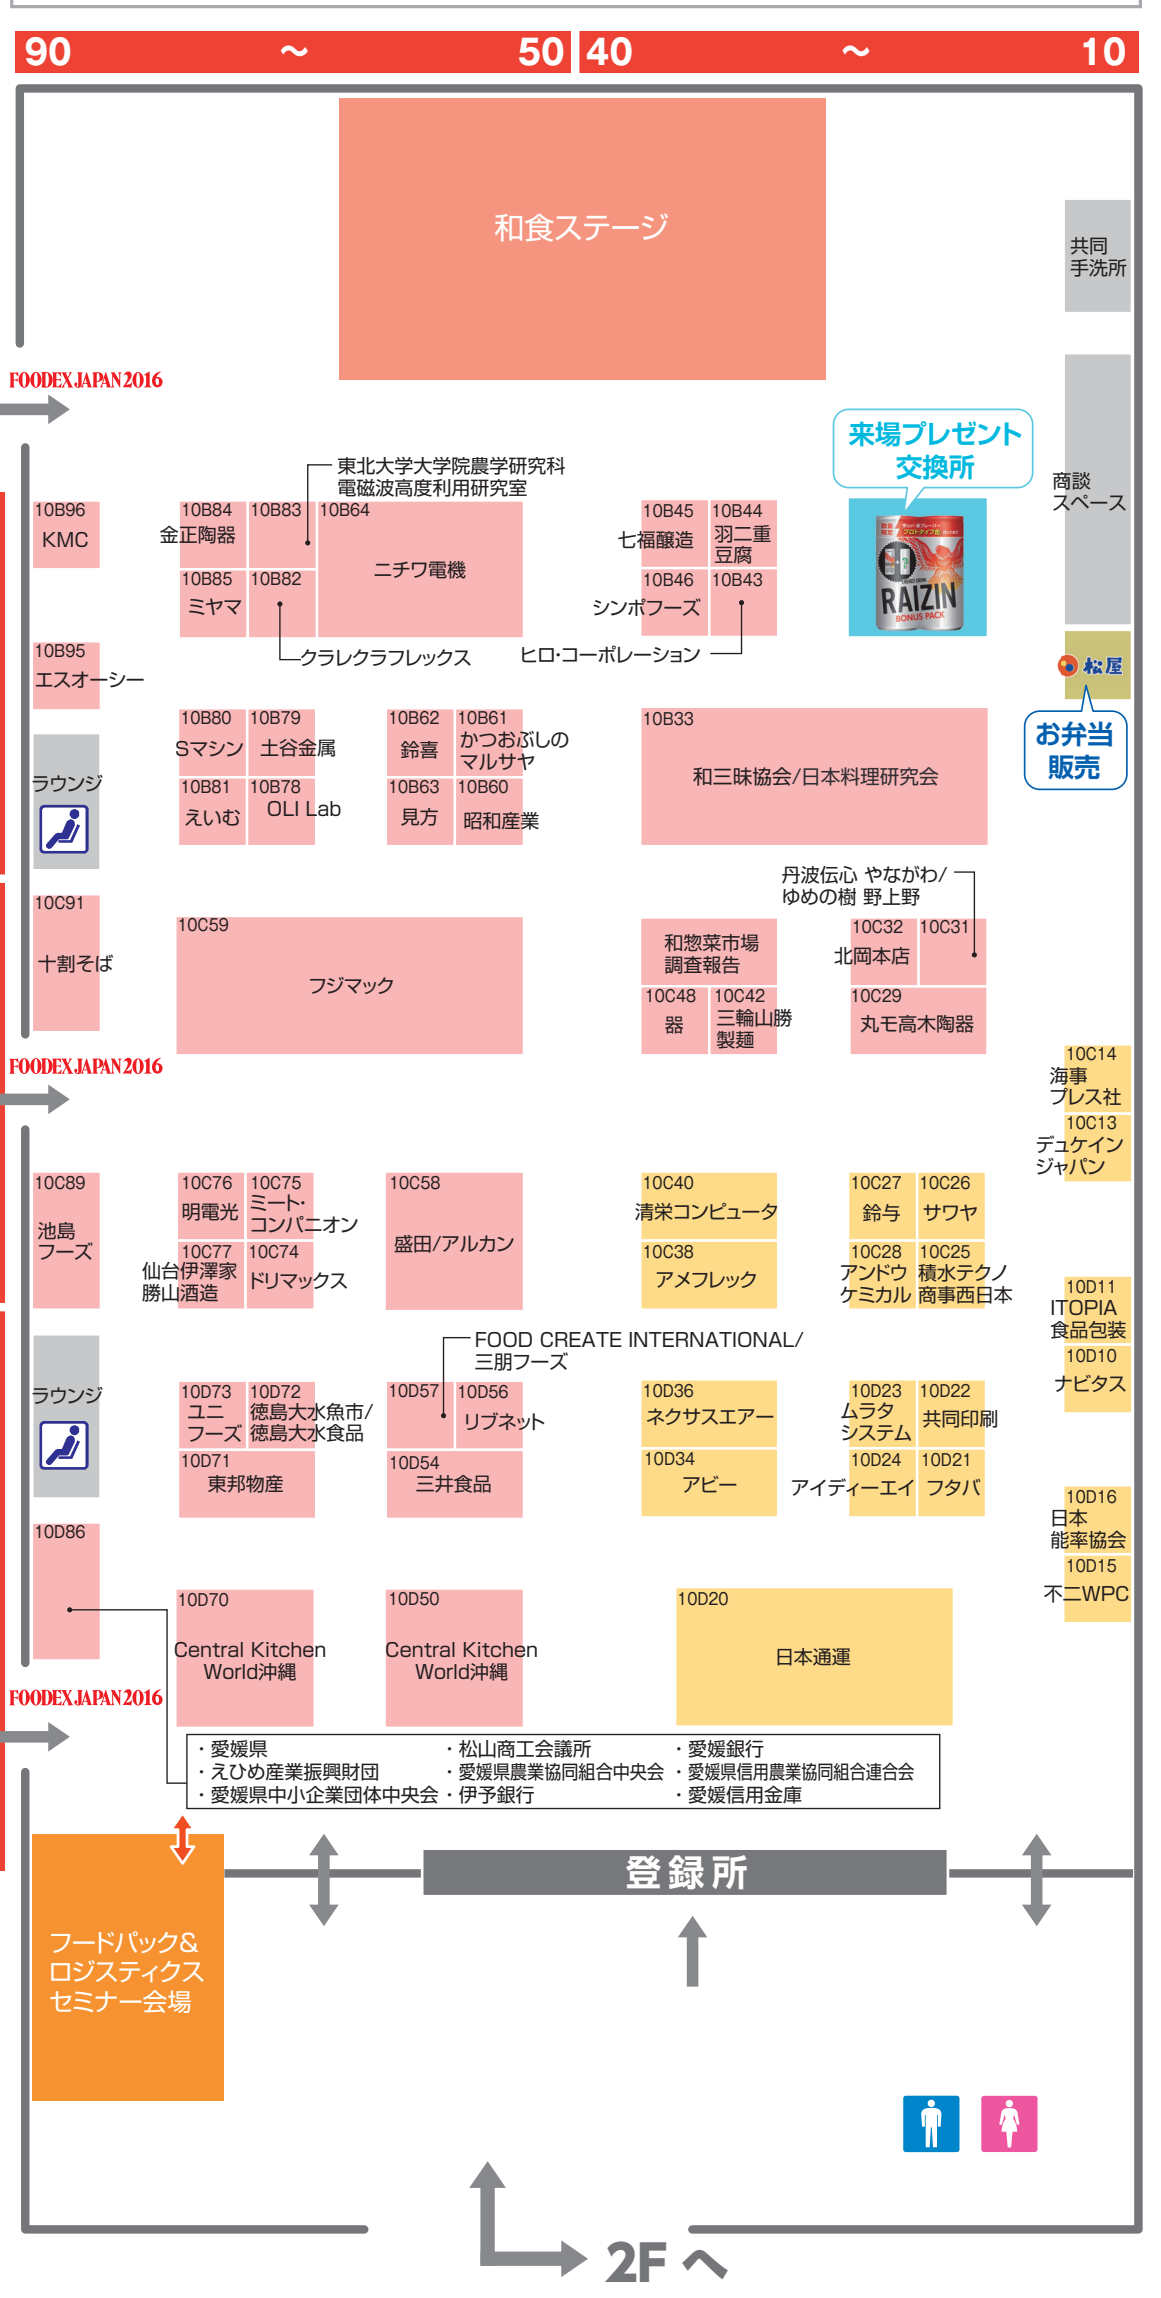 90 ～ 50 40 ～ 10
和食ステージ
共同
手洗所
FOODEX JAPAN 2016
来場プレゼント
交換所
商談
スペース
東北大学大学院農学研究科
電磁波高度利用研究室
10B96
KMC
10B84
金正陶器
10B83
10B64
ニチワ電機
10B85
ミヤマ
10B82
クラレクラフレックス
10B45
七福醸造
10B44
羽二重
豆腐
10B46
シンポフーズ
10B43
ヒロ・コーポレーション
RAIZIN
BONUS PACK
10B95
エスオーシー
松屋
お弁当
販売
10B80
Sマシン
10B79
土谷金属
10B81
えいむ
10B78
OLI Lab
10B62
鈴喜
10B61
かつおぶしの
マルサヤ
10B63
見方
10B60
昭和産業
10B33
和三昧協会/日本料理研究会
ラウンジ
丹波伝心 やながわ/
ゆめの樹 野上野
10C91
十割そば
10C59
フジマック
和惣菜市場
調査報告
10C48
器
10C42
三輪山勝
製麺
10C32
北岡本店
10C31
10C29
丸モ高木陶器
10C14
海事
プレス社
10C13
デュケイン
ジャパン
FOODEX JAPAN 2016
10C89
池島
フーズ
10C76
明電光
10C75
ミート・
コンパニオン
10C77
仙台伊澤家
勝山酒造
10C74
ドリマックス
10C58
盛田/アルカン
10C40
清栄コンピュータ
10C38
アメフレック
10C27
鈴与
10C26
サワヤ
10C28
アンドウ
ケミカル
10C25
積水テクノ
商事西日本
10D11
ITOPIA
食品包装
10D10
ナビタス
FOOD CREATE INTERNATIONAL/
三朋フーズ
ラウンジ
10D73
ユニ
フーズ
10D72
徳島大水魚市/
徳島大水食品
10D71
東邦物産
10D57
10D56
リブネット
10D54
三井食品
10D36
ネクサスエアー
10D34
アビー
10D23
ムラタ
システム
10D22
共同印刷
10D24
アイディーエイ
10D21
フタバ
10D16
日本
能率協会
10D15
不二WPC
10D86
10D70
Central Kitchen
World沖縄
10D50
Central Kitchen
World沖縄
10D20
日本通運
FOODEX JAPAN 2016
・愛媛県 ・松山商工会議所 ・愛媛銀行
・えひめ産業振興財団 ・愛媛県農業協同組合中央会 ・愛媛県信用農業協同組合連合会
・愛媛県中小企業団体中央会 ・伊予銀行 ・愛媛信用金庫
登録所
フードパック&
ロジスティクス
セミナー会場
2F へ